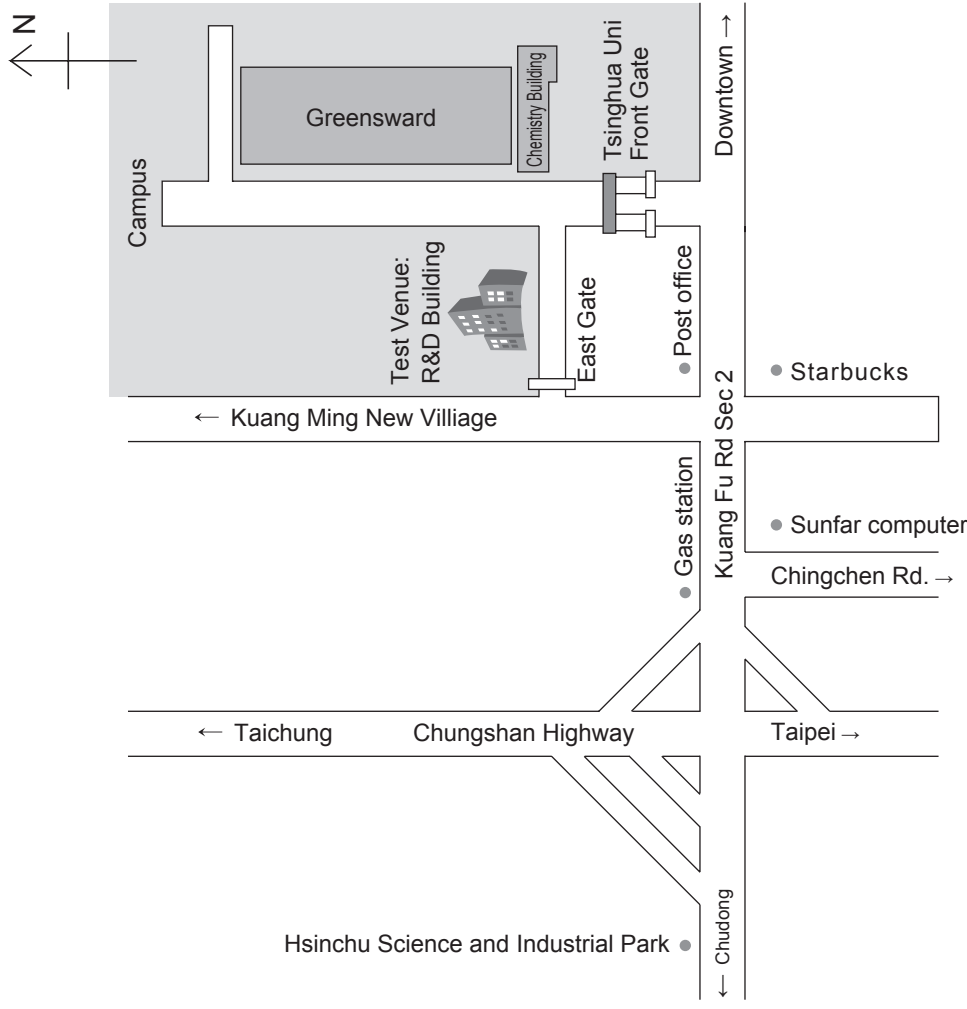 N
Campus
Greensward
Chemistry Building
Tsinghua Uni
Front Gate
Downtown →
Test Venue:
R&D Building
East Gate
Post office
Starbucks
← Kuang Ming New Villiage
Kuang Fu Rd Sec 2
Gas station
Sunfar computer
Chingchen Rd. →
← Taichung
Chungshan Highway
Taipei →
Hsinchu Science and Industrial Park
← Chudong